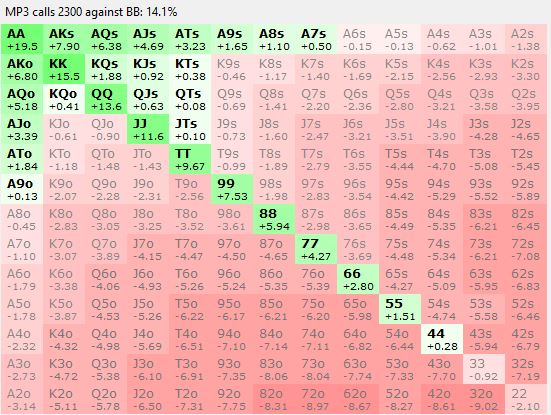 MP3 calls 2300 against BB: 14.1%
AA AKs AQs AJs ATs A9s A8s A7s A6s A5s A4s A3s A2s
+19.5 +7.90 +6.38 +4.69 +3.23 +1.65 +1.10 +0.50 -0.15 -0.13 -0.62 -1.01 -1.38
AKo KK KQs KJs KTs K9s K8s K7s K6s K5s K4s K3s K2s
+6.80 +15.5 +1.88 +0.92 +0.38 -0.46 -1.17 -1.40 -1.69 -2.15 -2.56 -2.93 -3.30
AQo KQo QQ QJs QTs Q9s Q8s Q7s Q6s Q5s Q4s Q3s Q2s
+5.18 +0.41 +13.6 +0.63 +0.08 -0.69 -1.41 -2.20 -2.36 -2.80 -3.21 -3.58 -3.95
AJo KJo QJo JJ JTs J9s J8s J7s J6s J5s J4s J3s J2s
+3.39 -0.61 -0.90 +11.6 +0.10 -0.73 -1.60 -2.47 -3.21 -3.51 -3.90 -4.28 -4.65
ATo KTo QTo JTo TT T9s T8s T7s T6s T5s T4s T3s T2s
+1.84 -1.18 -1.48 -1.43 +9.67 -0.99 -1.89 -2.79 -3.55 -4.44 -4.70 -5.08 -5.45
A9o K9o Q9o J9o T9o 99 98s 97s 96s 95s 94s 93s 92s
+0.13 -2.07 -2.28 -2.31 -2.56 +7.53 -1.98 -2.83 -3.54 -4.45 -5.29 -5.52 -5.89
A8o K8o Q8o J8o T8o 98o 88 87s 86s 85s 84s 83s 82s
-0.45 -2.83 -3.05 -3.25 -3.52 -3.61 +5.94 -2.98 -3.65 -4.49 -5.35 -6.21 -6.45
A7o K7o Q7o J7o T7o 97o 87o 77 76s 75s 74s 73s 72s
-1.10 -3.07 -3.89 -4.15 -4.47 -4.50 -4.65 +4.27 -3.69 -4.48 -5.34 -6.21 -7.08
A6o K6o Q6o J6o T6o 96o 86o 76o 66 65s 64s 63s 62s
-1.79 -3.38 -4.06 -4.93 -5.26 -5.24 -5.35 -5.39 +2.80 -4.27 -5.09 -5.95 -6.83
A5o K5o Q5o J5o T5o 95o 85o 75o 65o 55 54s 53s 52s
-1.78 -3.87 -4.53 -5.26 -6.22 -6.17 -6.21 -6.20 -5.98 +1.51 -4.74 -5.58 -6.46
A4o K4o Q4o J4o T4o 94o 84o 74o 64o 54o 44 43s 42s
-2.32 -4.32 -4.98 -5.69 -6.51 -7.10 -7.14 -7.11 -6.82 -6.44 +0.28 -5.94 -6.79
A3o K3o Q3o J3o T3o 93o 83o 73o 63o 53o 43o 33 32s
-2.73 -4.72 -5.38 -6.10 -6.91 -7.35 -8.06 -8.04 -7.74 -7.33 -7.70 -0.92 -7.19
A2o K2o Q2o J2o T2o 92o 82o 72o 62o 52o 42o 32o 22
-3.14 -5.11 -5.78 -6.50 -7.31 -7.75 -8.31 -8.97 -8.67 -8.27 -8.61 -9.02 -2.10